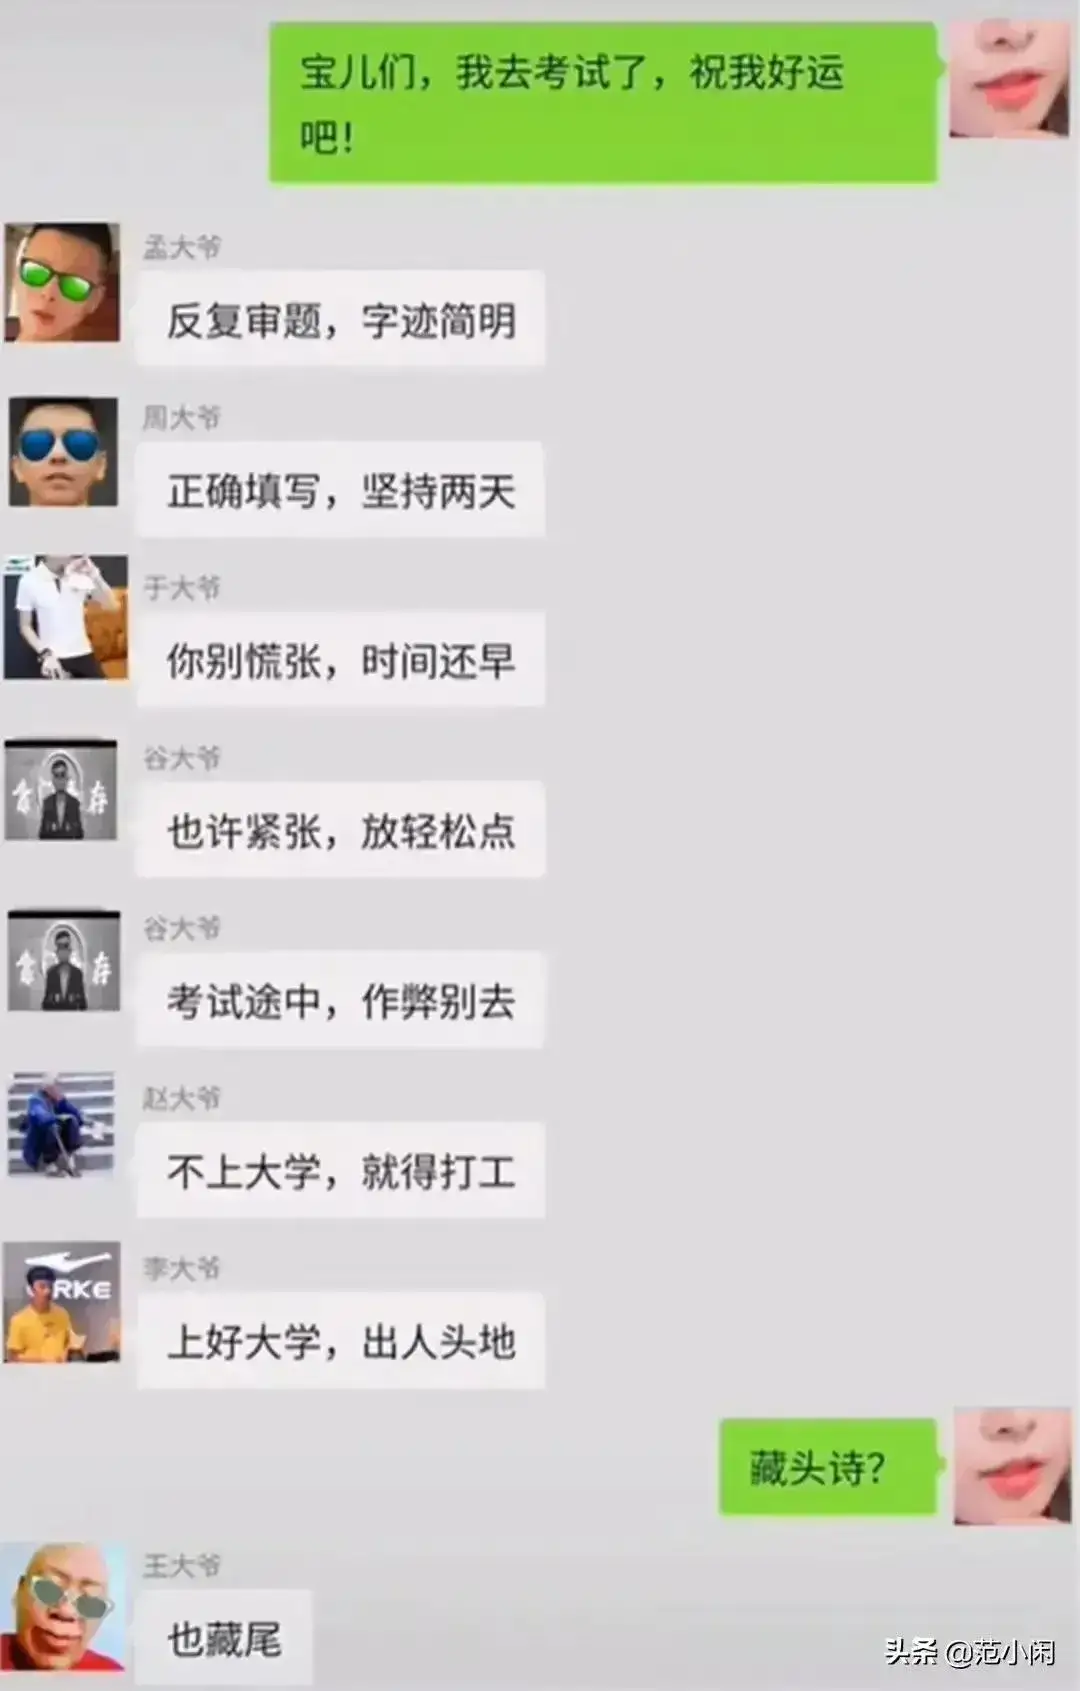 宝儿们，我去考试了，祝我好运
吧！
孟大爷
反复审题，字迹简明
周大爷
正确填写，坚持两天
于大爷
你别慌张，时间还早
谷大爷
也许紧张，放轻松点
谷大爷
考试途中，作弊别去
赵大爷
不上大学，就得打工
李大爷
RKE
上好大学，出人头地
藏头诗？
王大爷
也藏尾
头条 @范小闲